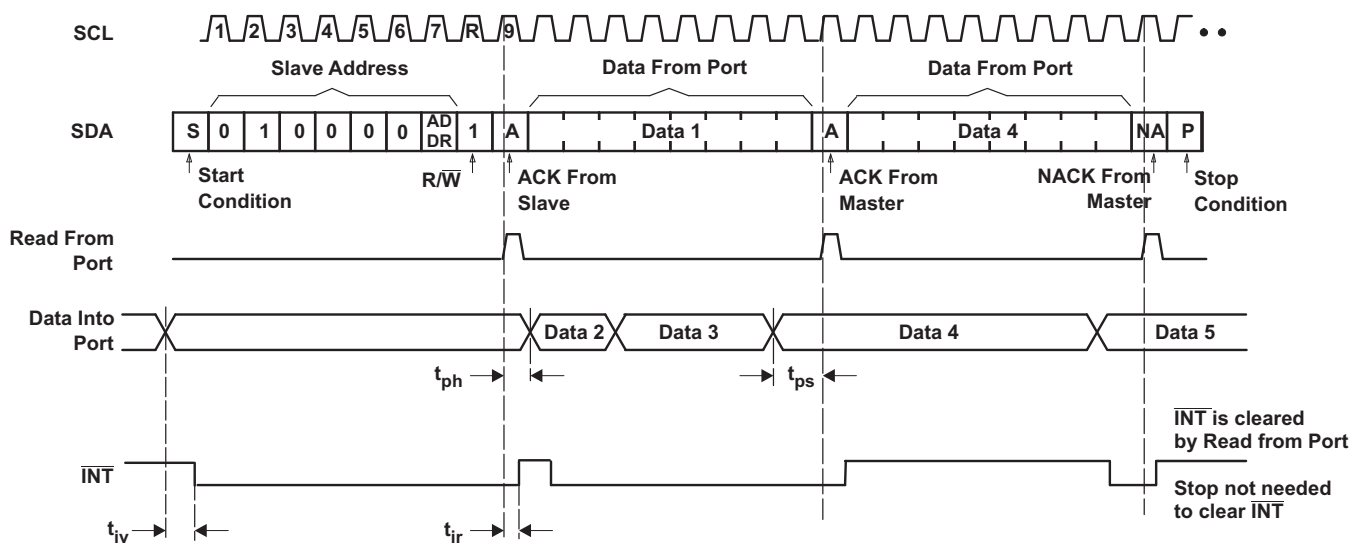 SCL
1 2 3 4 5 6 7 R 9
Slave Address
Data From Port
Data From Port
SDA
S 0 1 0 0 0 0 AD DR 1 A Data 1 A Data 4 NA P
Start
Condition
R/W
ACK From
Slave
ACK From
Master
NACK From
Master
Stop
Condition
Read From
Port
Data Into
Port
Data 2 Data 3 Data 4 Data 5
tph
tps
INT is cleared
by Read from Port
INT
Stop not needed
to clear INT
tiv
tir